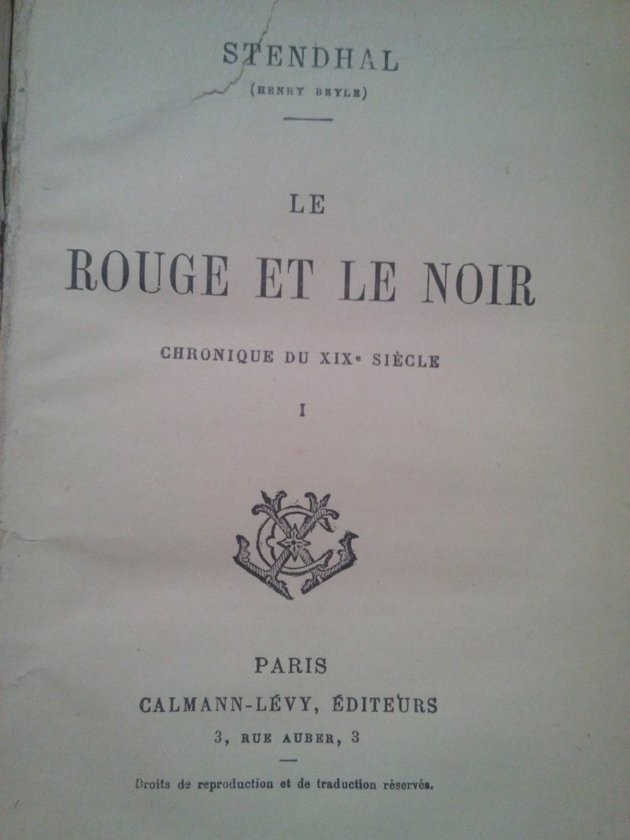 STENDHAL
(HENRY BEYLE)
LE
ROUGE ET LE NOIR
CHRONIQUE DU XIXe SIÈCLE
I
PARIS
CALMANN-LÉVY, ÉDITEURS
3, RUE AUBER, 3
Droits de reproduction et de traduction réservés.